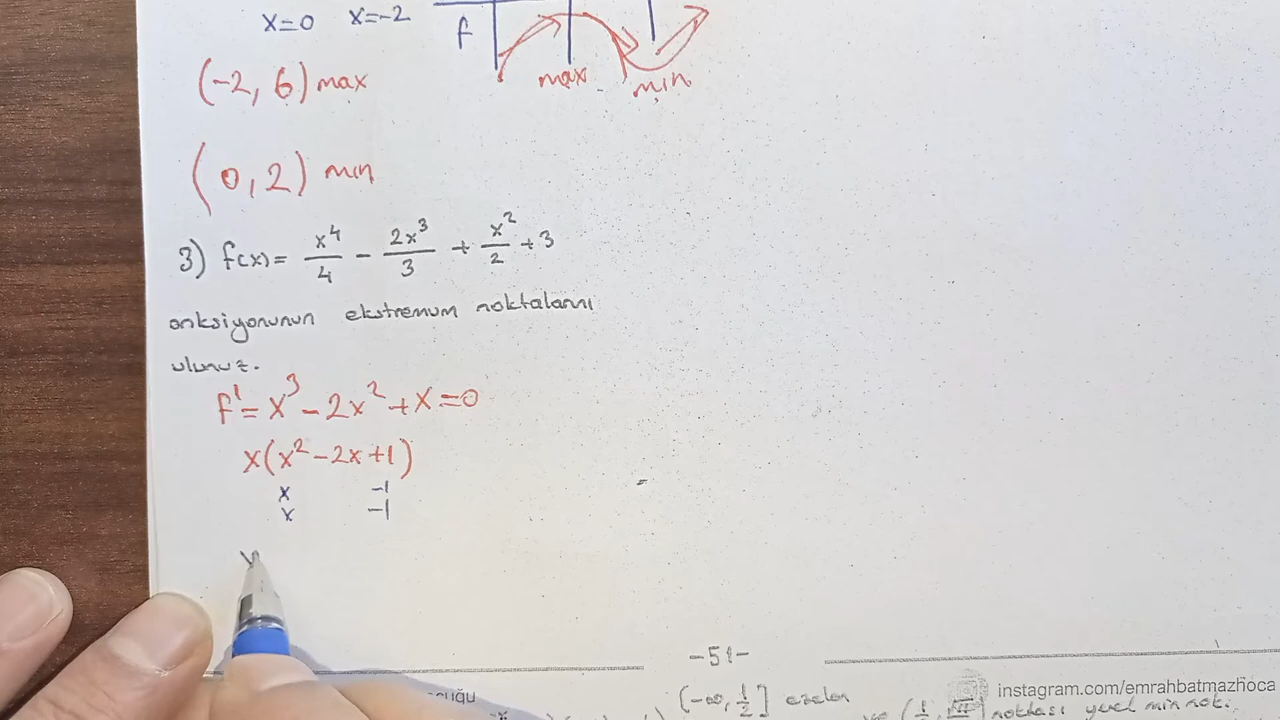 x=0 x=-2
f
max min
(-2, 6) max
(0, 2) min
3) f(x) = x⁴/4 - 2x³/3 + x²/2 + 3
onksiyonunun ekstremum noktalarını
ulunuz.
f' = x³ - 2x² + x = 0
x(x² - 2x + 1)
x -1
x -1
-51-
instagram.com/emrahbatmazhoca
cuğu
(-∞, 1/2]
noktası yerel min nok.